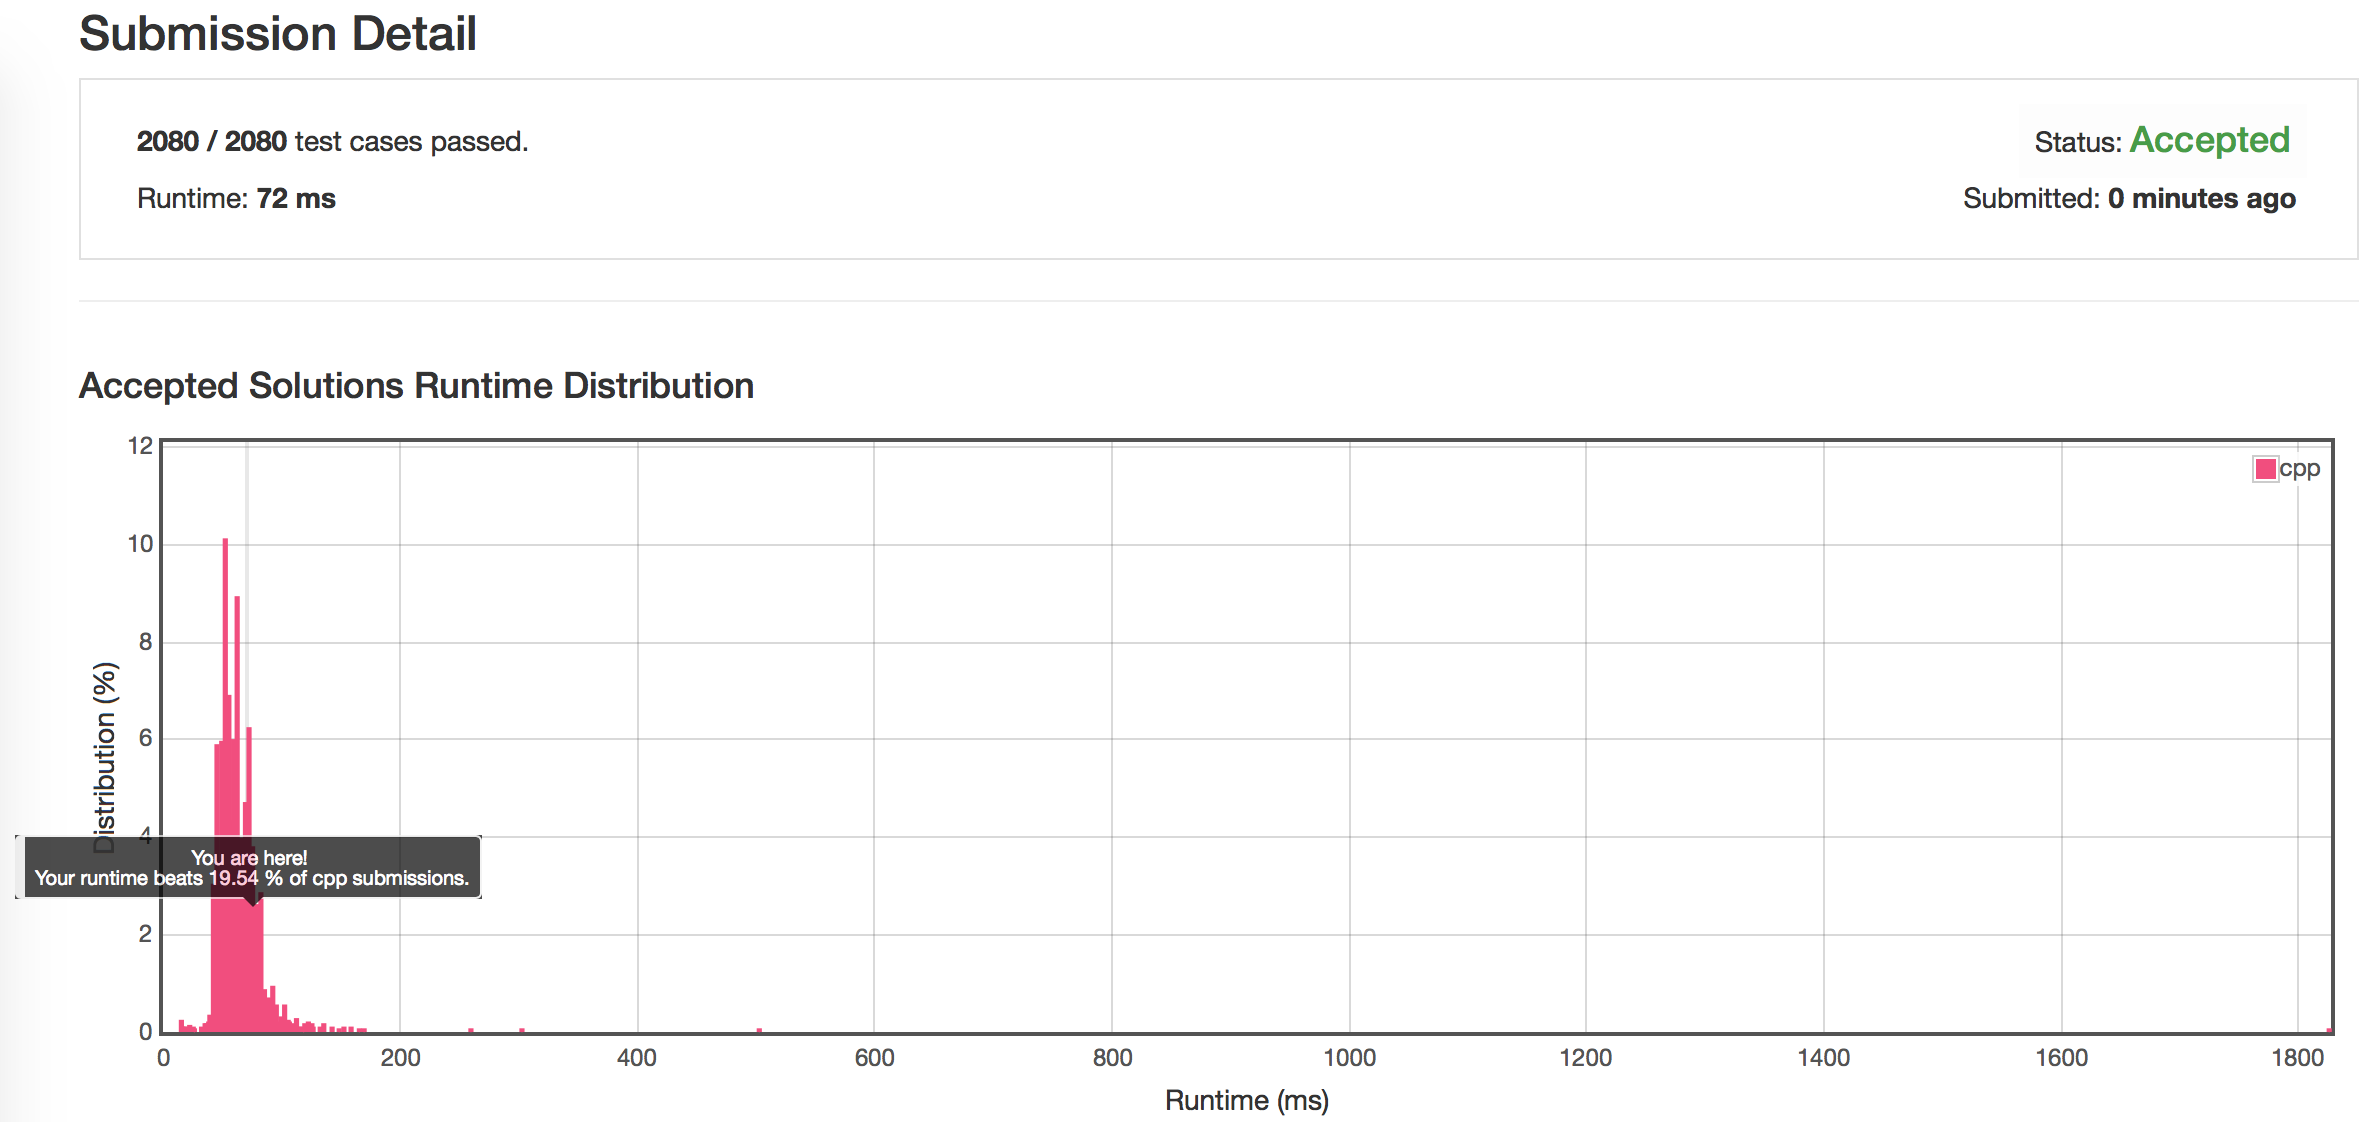 Submission Detail
2080 / 2080 test cases passed.
Status: Accepted
Runtime: 72 ms
Submitted: 0 minutes ago
Accepted Solutions Runtime Distribution
12
10
8
6
4
2
0
Distribution (%)
cpp
You are here!
Your runtime beats 19.54 % of cpp submissions.
0 200 400 600 800 1000 1200 1400 1600 1800
Runtime (ms)